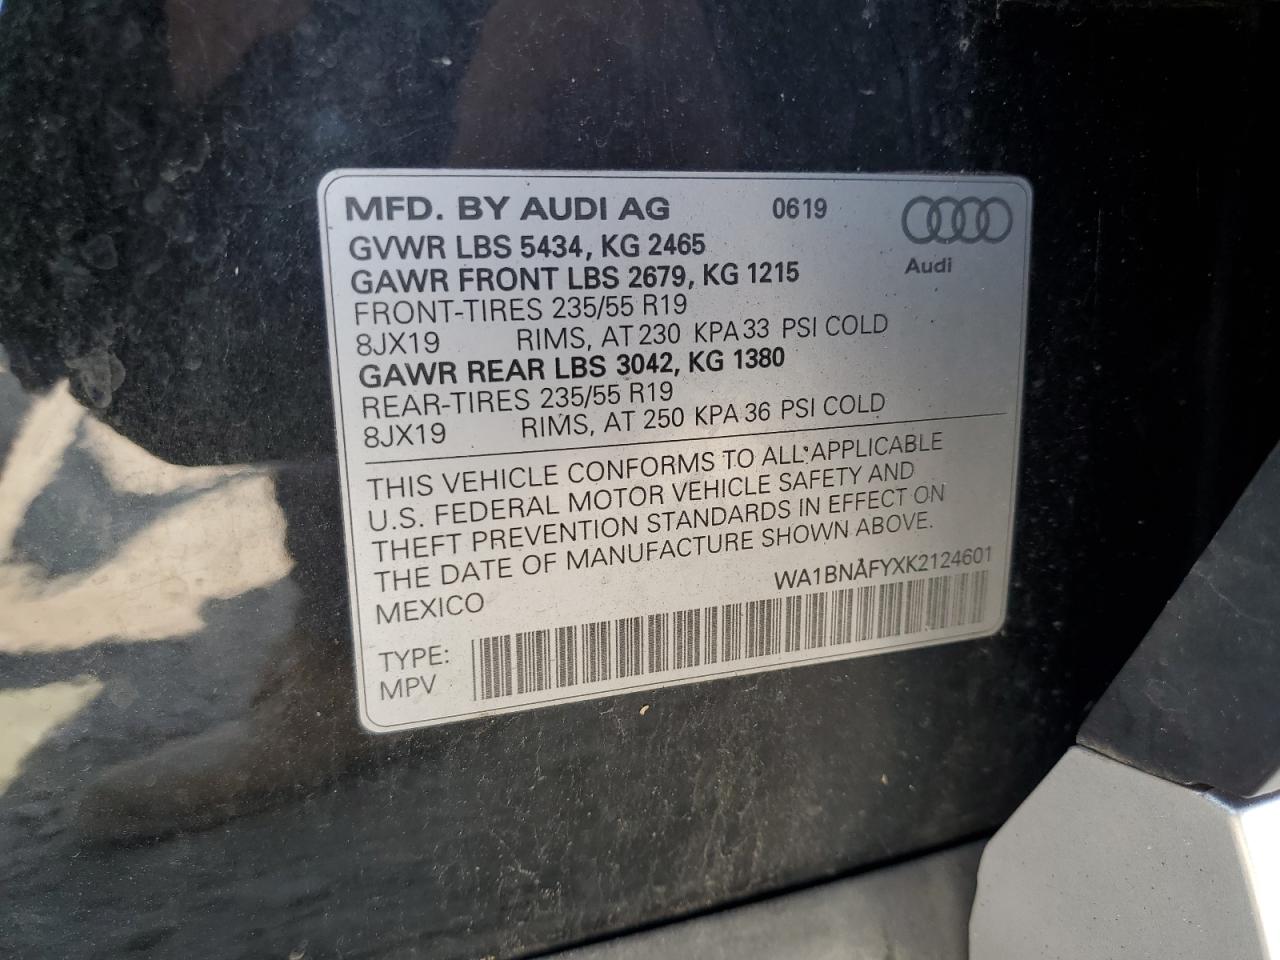 MFD. BY AUDI AG 0619
GVWR LBS 5434, KG 2465
Audi
GAWR FRONT LBS 2679, KG 1215
FRONT-TIRES 235/55 R19
8JX19 RIMS, AT 230 KPA 33 PSI COLD
GAWR REAR LBS 3042, KG 1380
REAR-TIRES 235/55 R19
8JX19 RIMS, AT 250 KPA 36 PSI COLD
THIS VEHICLE CONFORMS TO ALL APPLICABLE
U.S. FEDERAL MOTOR VEHICLE SAFETY AND
THEFT PREVENTION STANDARDS IN EFFECT ON
THE DATE OF MANUFACTURE SHOWN ABOVE.
MEXICO WA1BNAFYXK2124601
TYPE:
MPV